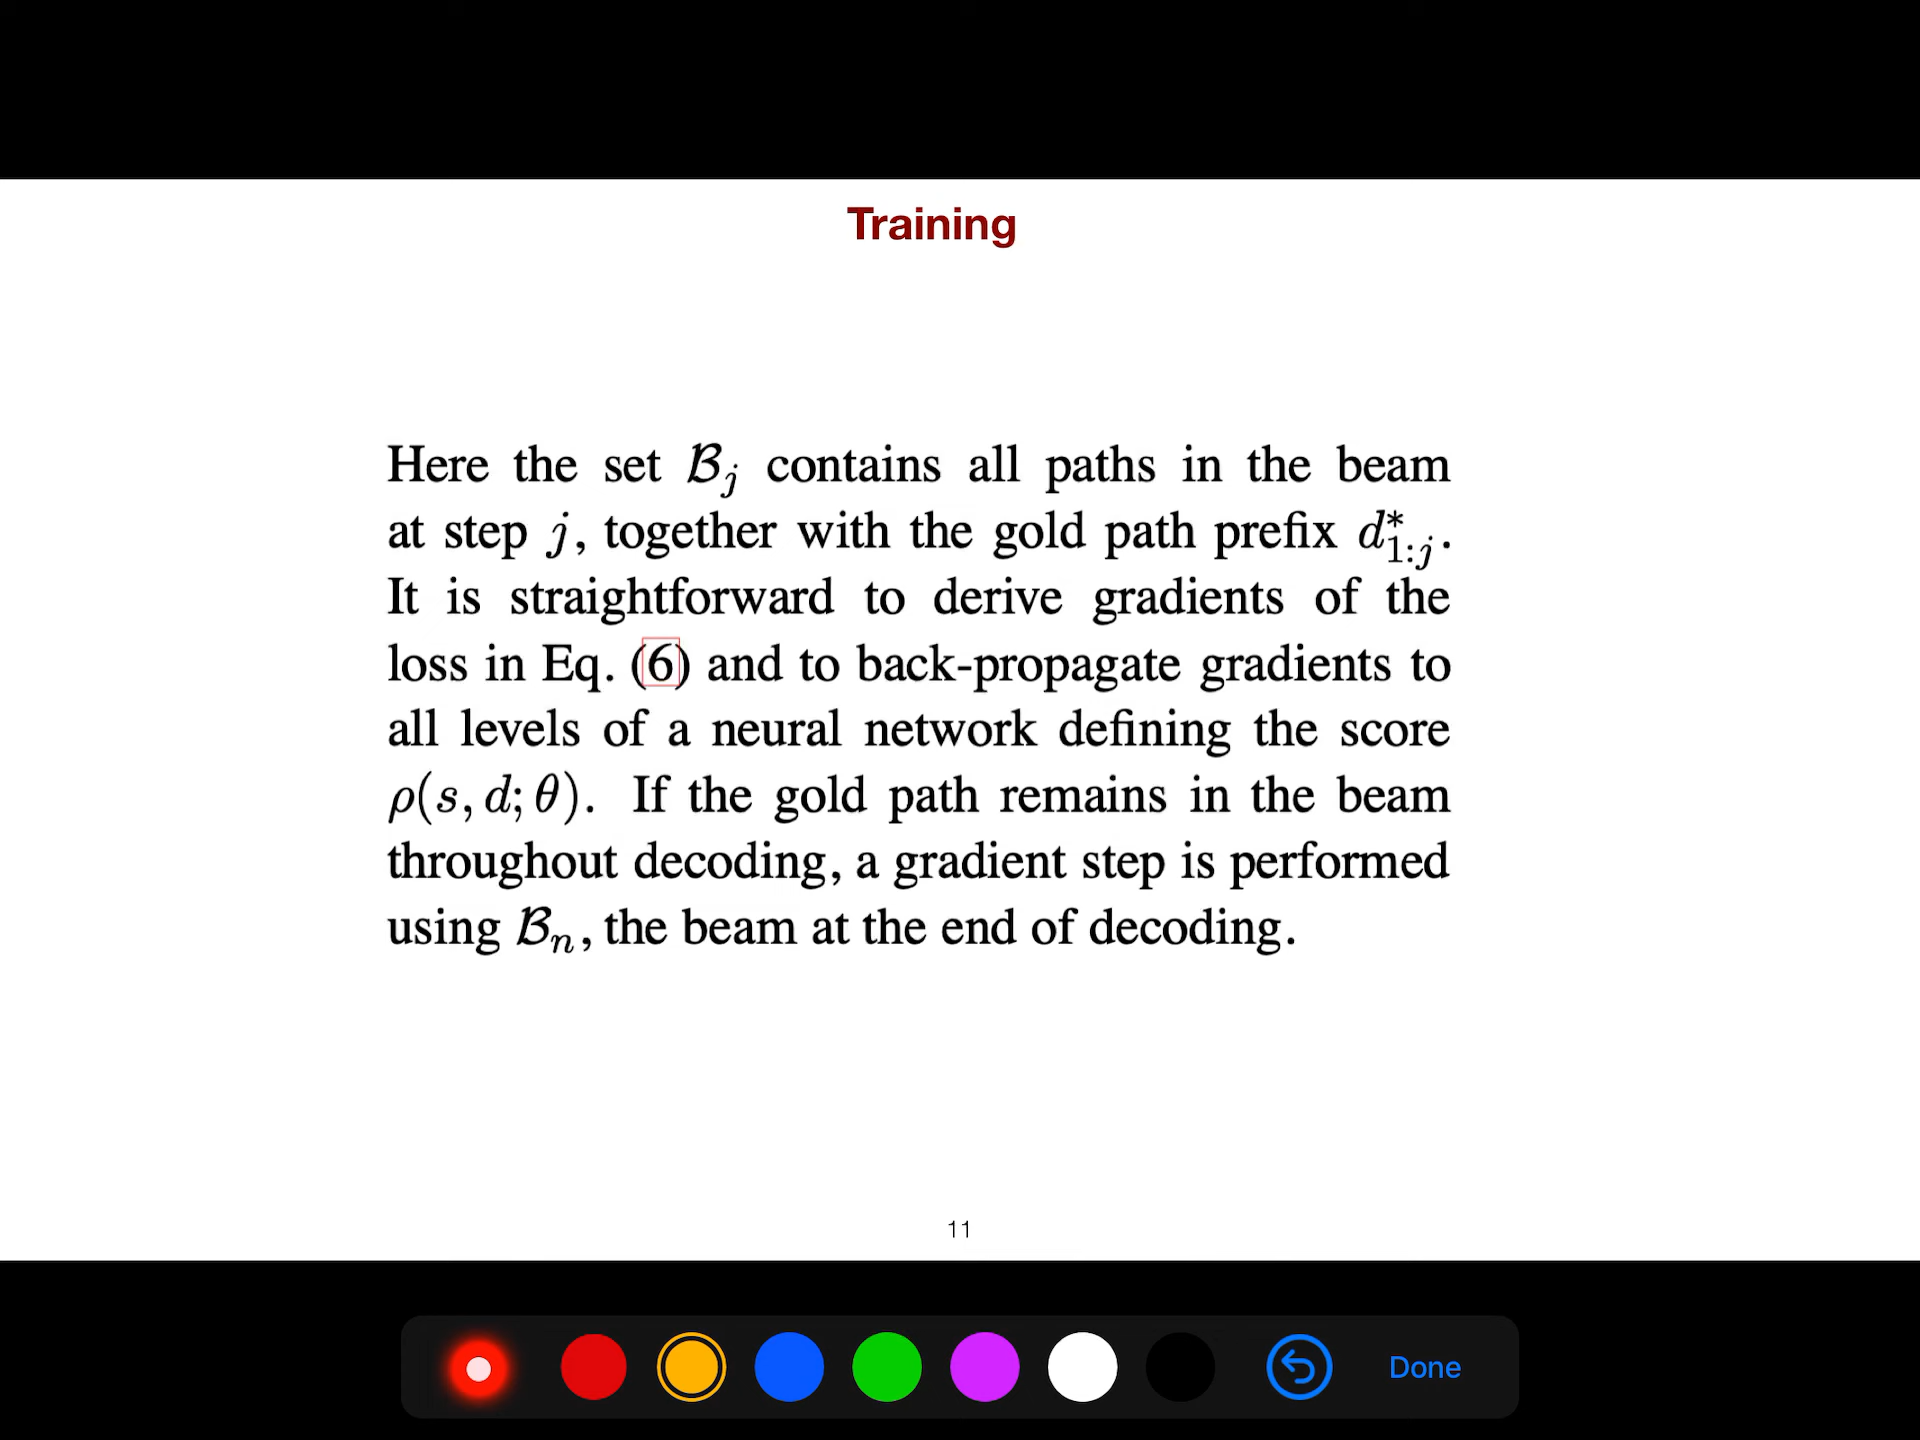 Training
Here the set ℬj contains all paths in the beam
at step j, together with the gold path prefix d*1:j.
It is straightforward to derive gradients of the
loss in Eq. (6) and to back-propagate gradients to
all levels of a neural network defining the score
ρ(s, d; θ). If the gold path remains in the beam
throughout decoding, a gradient step is performed
using ℬn, the beam at the end of decoding.
11
Done